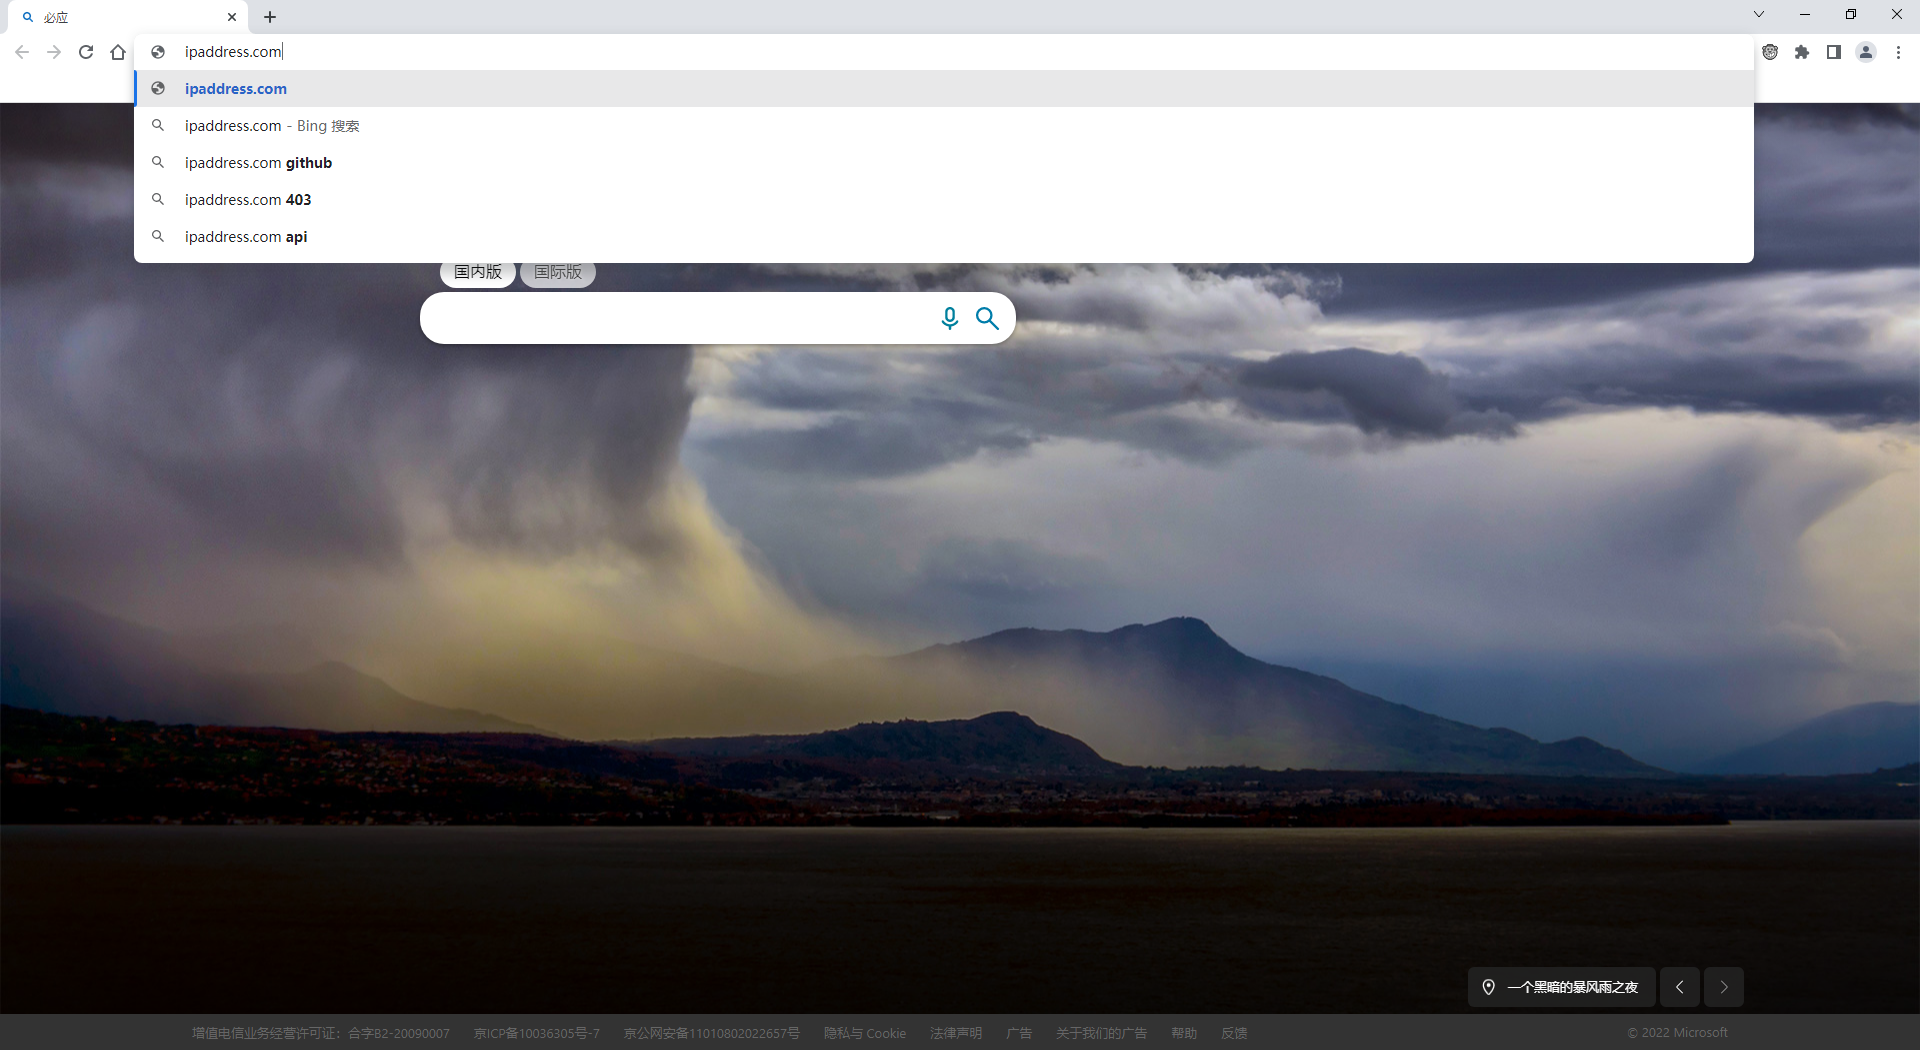 必应
ipaddress.com
ipaddress.com
ipaddress.com - Bing 搜索
ipaddress.com github
ipaddress.com 403
ipaddress.com api
国内版 国际版
一个黑暗的暴风雨之夜
增值电信业务经营许可证：合字B2-20090007 京ICP备10036305号-7 京公网安备11010802022657号 隐私与 Cookie 法律声明 广告 关于我们的广告 帮助 反馈 © 2022 Microsoft